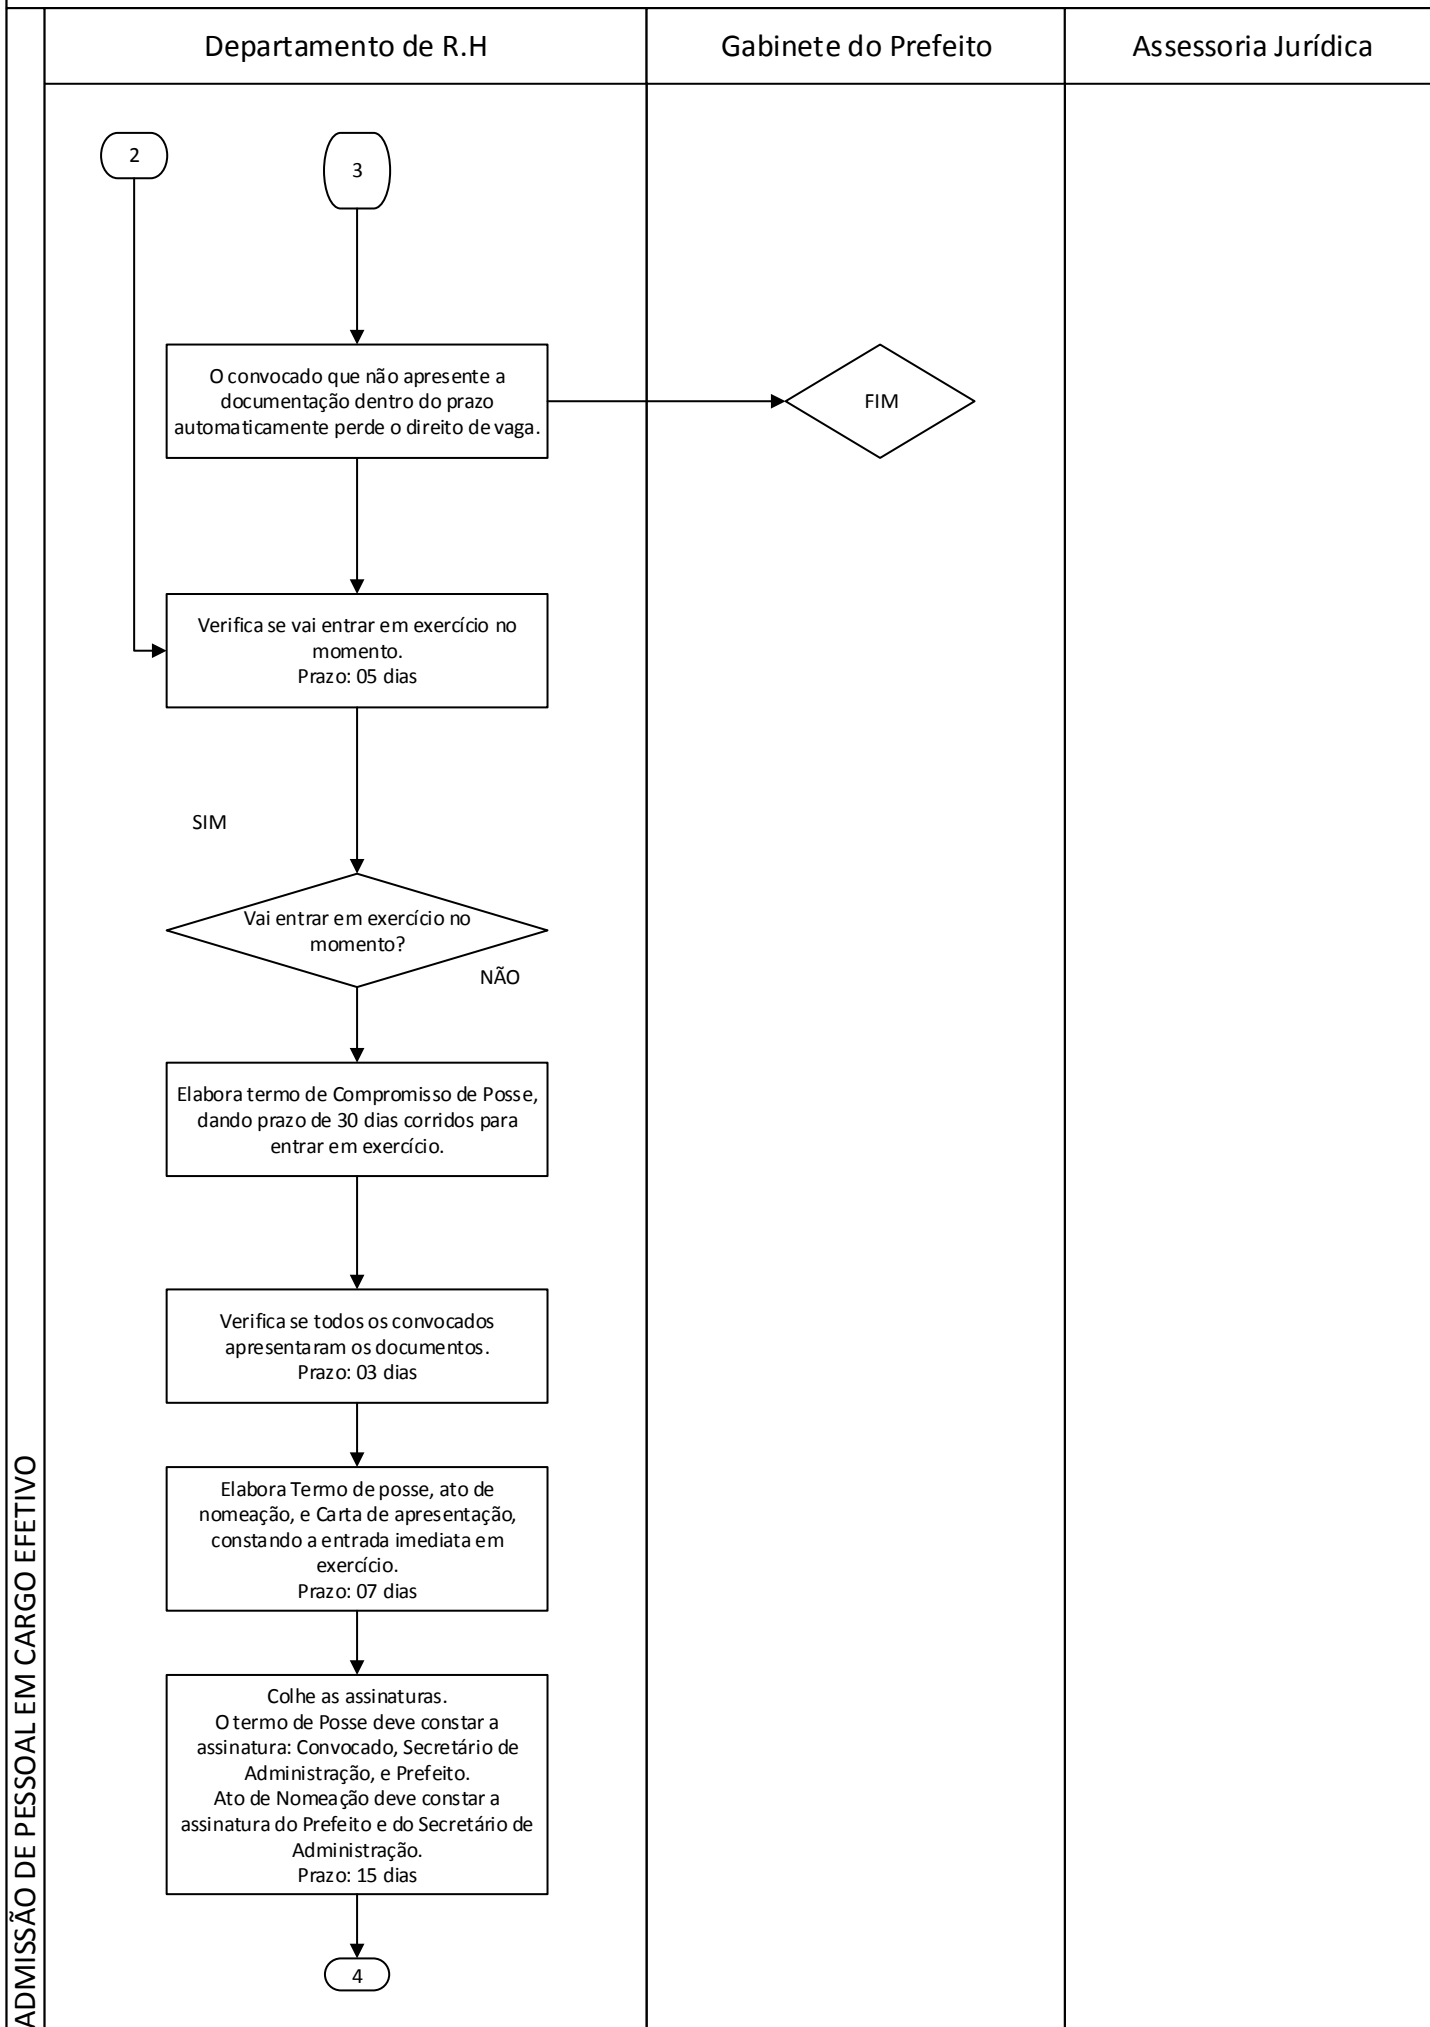 Departamento de R.H
Gabinete do Prefeito
Assessoria Jurídica
2
3
O convocado que não apresente a
documentação dentro do prazo
automaticamente perde o direito de vaga.
FIM
Verifica se vai entrar em exercício no
momento.
Prazo: 05 dias
SIM
Vai entrar em exercício no
momento?
NÃO
Elabora termo de Compromisso de Posse,
dando prazo de 30 dias corridos para
entrar em exercício.
Verifica se todos os convocados
apresentaram os documentos.
Prazo: 03 dias
Elabora Termo de posse, ato de
nomeação, e Carta de apresentação,
constando a entrada imediata em
exercício.
Prazo: 07 dias
Colhe as assinaturas.
O termo de Posse deve constar a
assinatura: Convocado, Secretário de
Administração, e Prefeito.
Ato de Nomeação deve constar a
assinatura do Prefeito e do Secretário de
Administração.
Prazo: 15 dias
4
ADMISSÃO DE PESSOAL EM CARGO EFETIVO